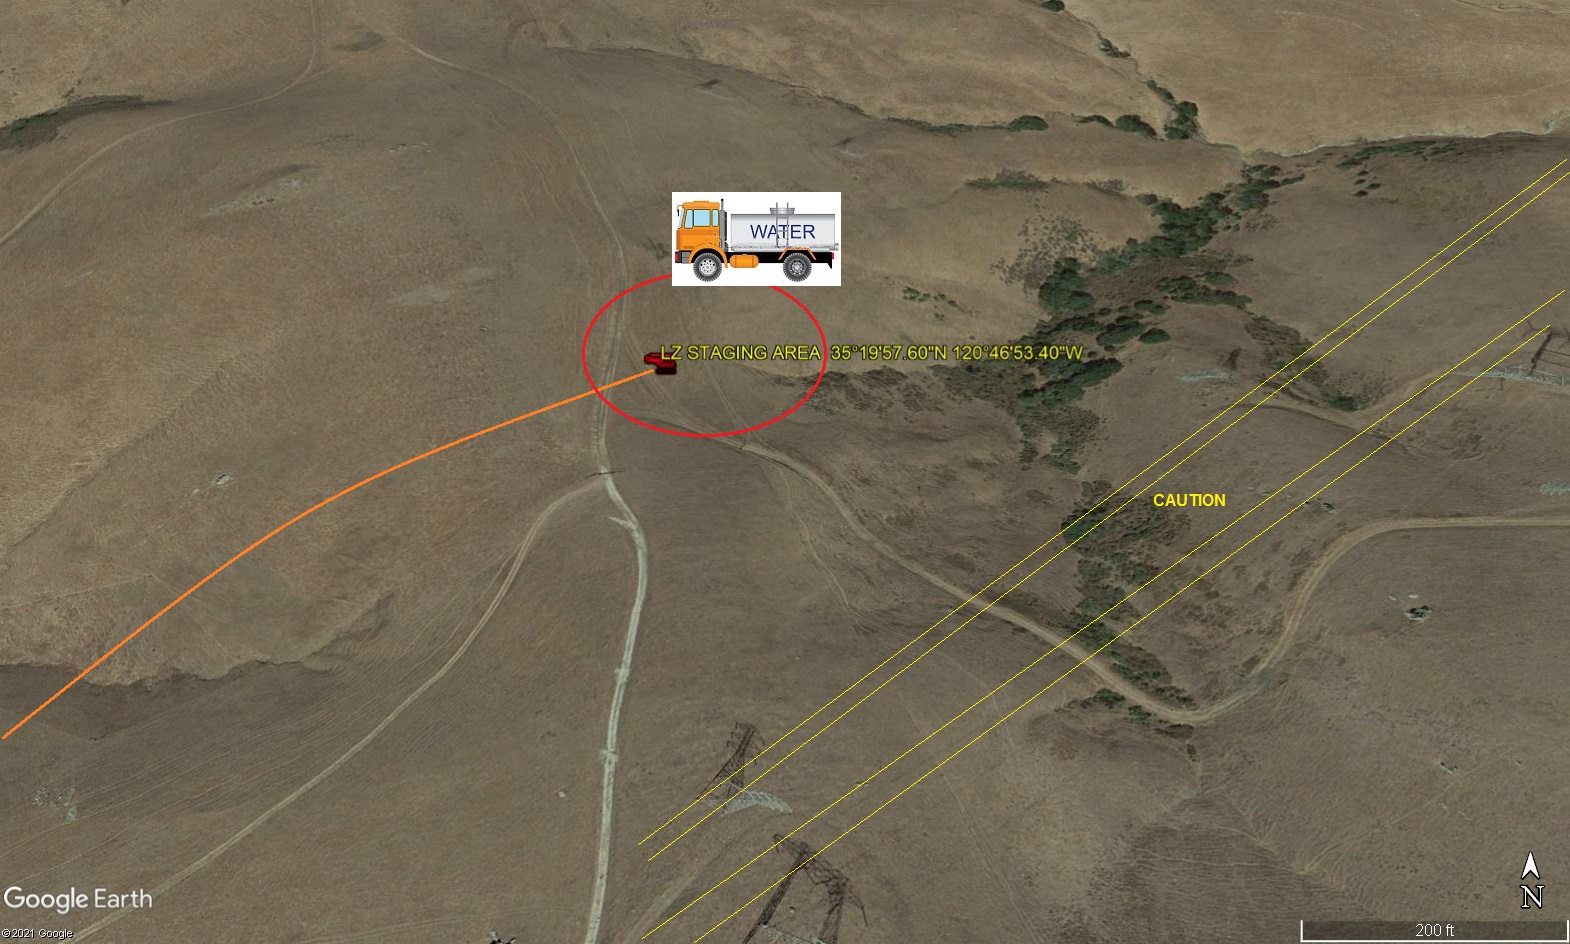 WATER
LZ STAGING AREA 35°19'57.60"N 120°46'53.40"W
CAUTION
Google Earth
©2021 Google
N
200 ft